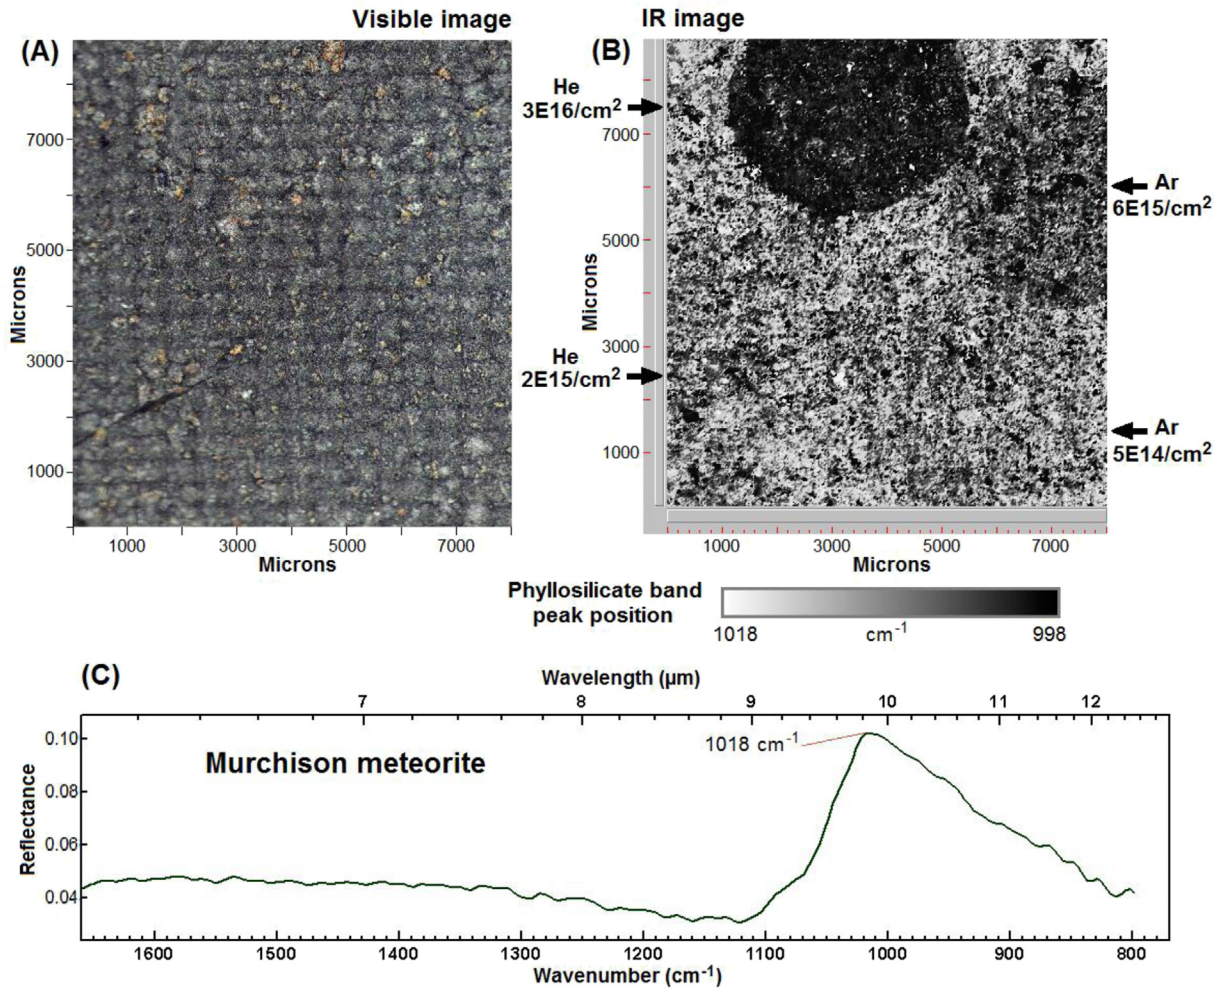 Visible image
IR image
(A)
(B)
7000
5000
3000
1000
Microns
1000 3000 5000 7000
Microns
He
3E16/cm²
He
2E15/cm²
7000
5000
3000
1000
Microns
1000 3000 5000 7000
Microns
Ar
6E15/cm²
Ar
5E14/cm²
Phyllosilicate band
peak position
1018 cm⁻¹ 998
(C)
Wavelength (µm)
7 8 9 10 11 12
1018 cm⁻¹
Murchison meteorite
0.10
0.08
0.06
0.04
Reflectance
1600 1500 1400 1300 1200 1100 1000 900 800
Wavenumber (cm⁻¹)